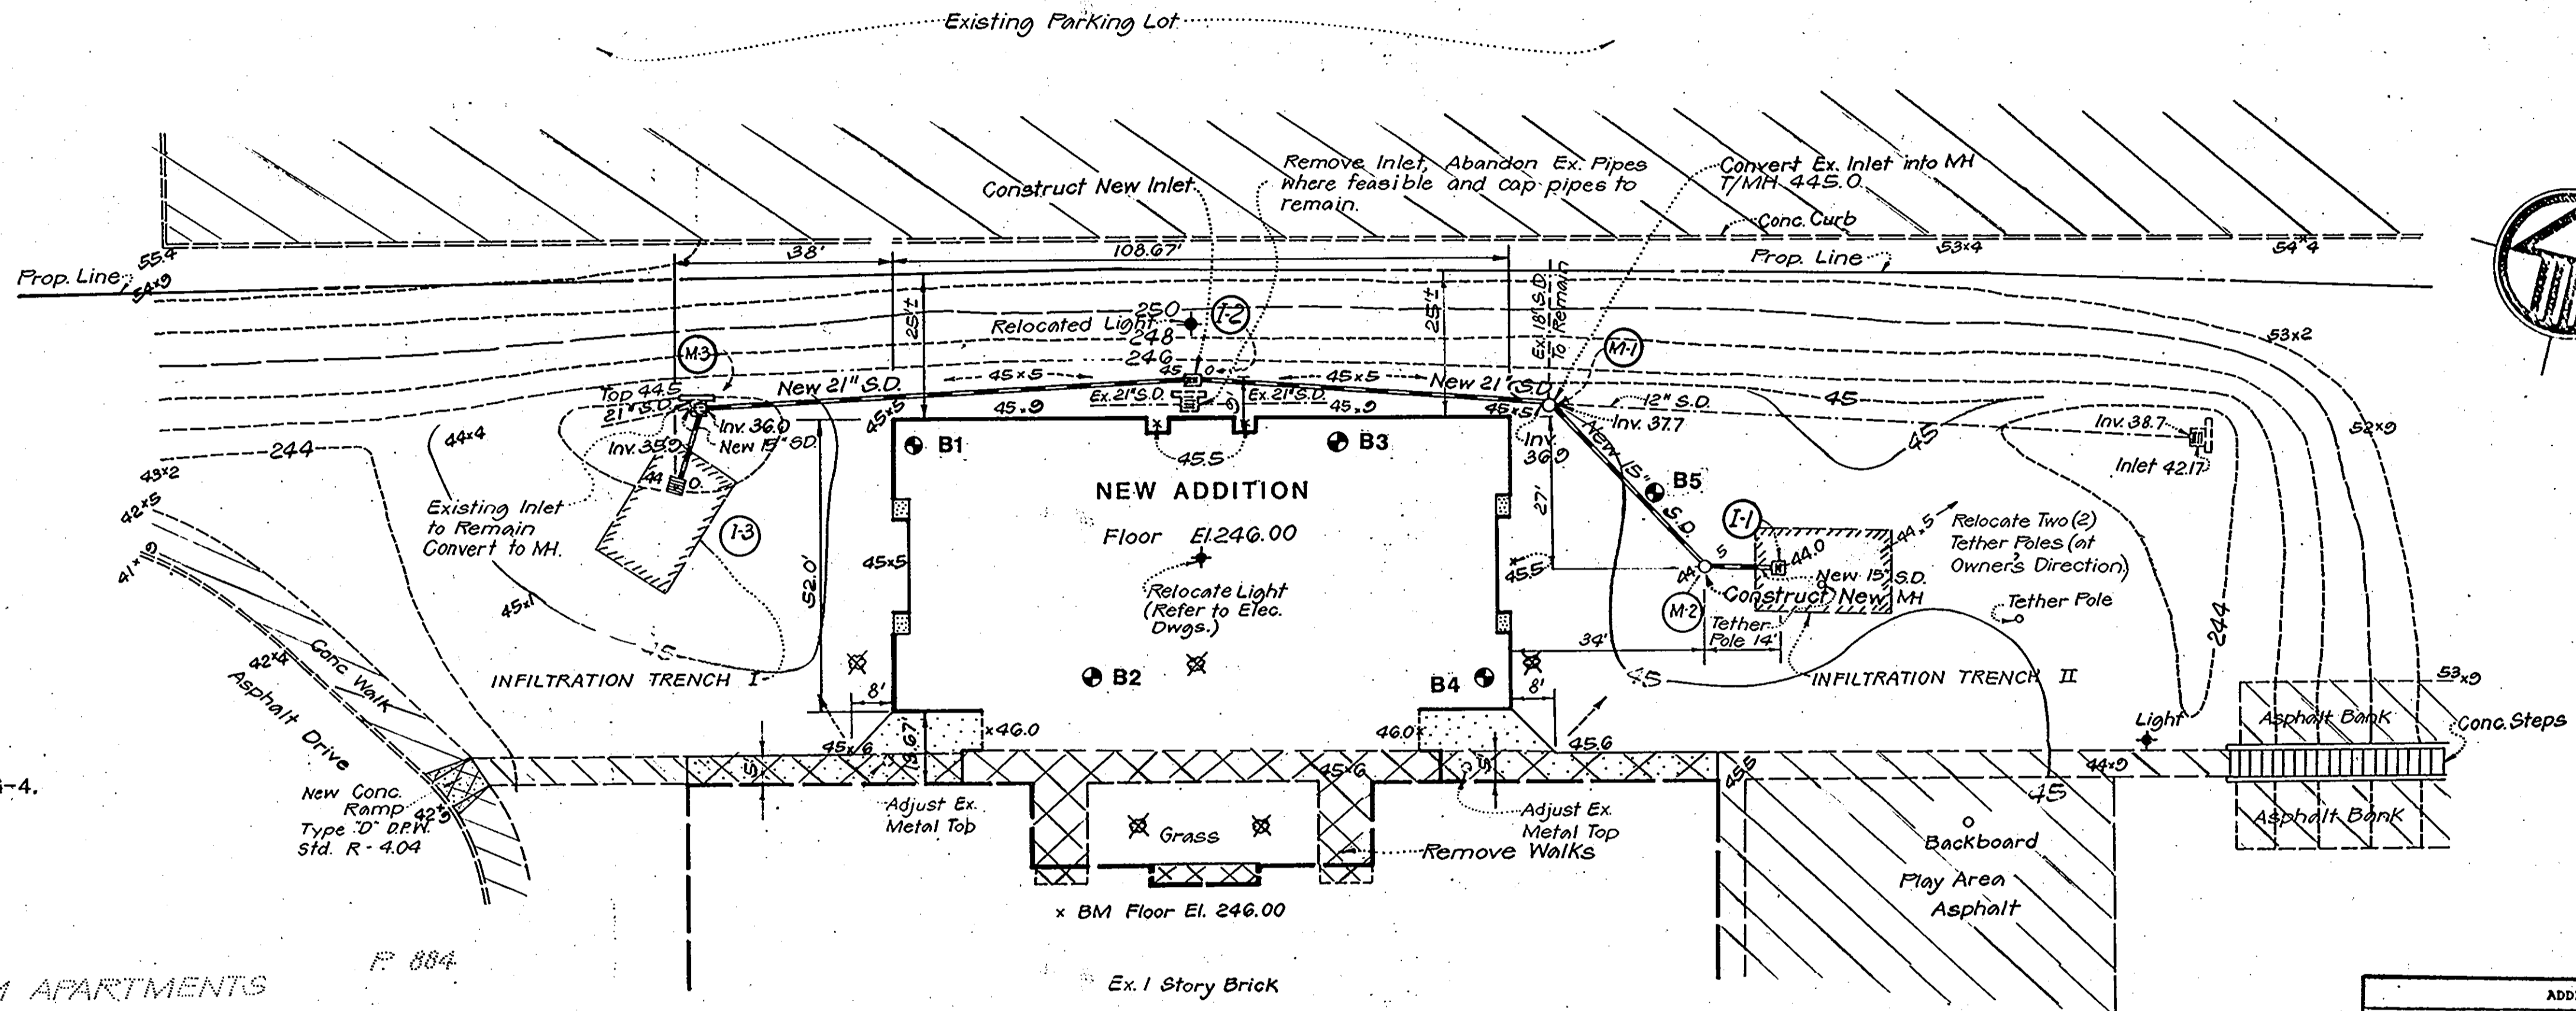 Existing Parking Lot
Construct New Inlet
Remove Inlet, Abandon Ex. Pipes
where feasible and cap pipes to
remain.
Convert Ex. Inlet into MH
T/MH 445.0
Conc. Curb
55.4
54x9
Prop. Line
38'
108.67'
Prop. Line
53x4
54x4
25'±
25'±
Ex. 18" S.D.
To Remain
250
Relocated Light
I-2
248
246
53x2
M-3
M-1
Top 44.5
21" S.D.
New 21" S.D.
45x5
45
0
45x5
New 21" S.D.
12" S.D.
45
45x5
45.9
Ex. 21" S.D.
Ex. 21" S.D.
45x9
45x5
Inv. 36.0
New 15" SD.
Inv. 35.9
Inv.
36.9
Inv. 37.7
45
Inv. 38.7
Inlet 42.17
52x9
44x4
244
43x2
42x5
44
0
B1
45.5
B3
NEW ADDITION
Floor El. 246.00
New 15" S.D.
B5
27'
Existing Inlet
to Remain
Convert to MH.
I-3
I-1
44x5
Relocate Two (2)
Tether Poles (at
Owner's Direction)
52.0'
45x5
45.5
44
5
44.0
Relocate Light
(Refer to Elec.
Dwgs.)
New 15" S.D.
Construct New MH
M-2
Tether
Pole 14'
Tether Pole
244
45x1
45
34'
INFILTRATION TRENCH I
B2
B4
45
INFILTRATION TRENCH II
8'
8'
Conc Walk
42x4
Asphalt Drive
53x9
x46.0
46.0x
Light
Asphalt Bank
Conc. Steps
45x6
45x6
45.6
5'
5'
45.5
44x9
45
New Conc.
Ramp
Type "D" D.P.W.
Std. R-4.04
42x9
Adjust Ex.
Metal Top
Grass
Adjust Ex.
Metal Top
Remove Walks
Backboard
Asphalt Bank
Play Area
Asphalt
x BM Floor El. 246.00
Ex. 1 Story Brick
P. 884
APARTMENTS
-4.
ADD